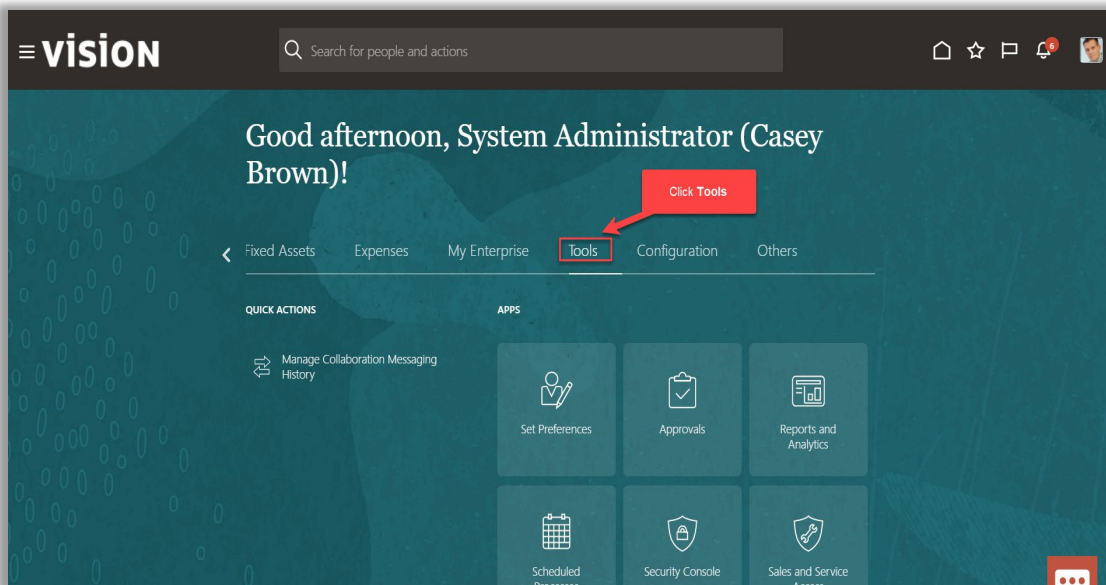 vision
Search for people and actions
6
Good afternoon, System Administrator (Casey
Brown)!
Click Tools
Fixed Assets Expenses My Enterprise Tools Configuration Others
QUICK ACTIONS APPS
Manage Collaboration Messaging
History
Set Preferences Approvals Reports and
Analytics
Scheduled Security Console Sales and Service
Processes Access